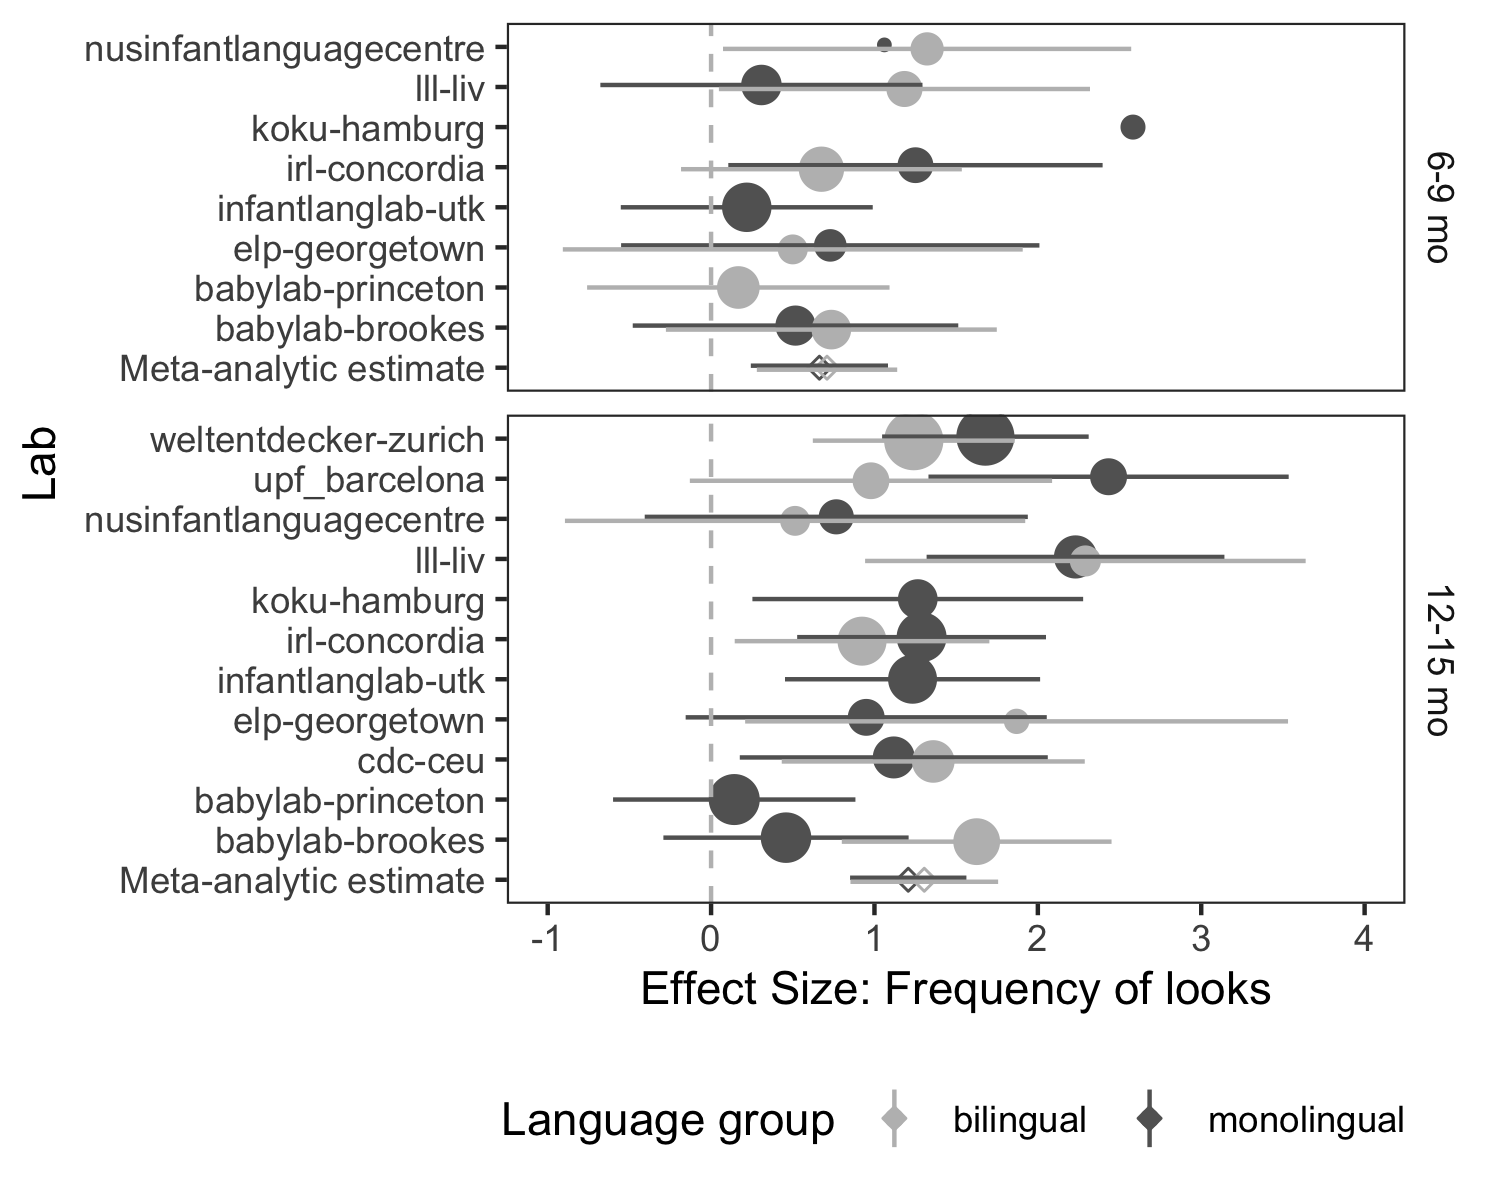 nusinfantlanguagecentre
lll-liv
koku-hamburg
irl-concordia
infantlanglab-utk
elp-georgetown
babylab-princeton
babylab-brookes
Meta-analytic estimate
6-9 mo
weltentdecker-zurich
upf_barcelona
nusinfantlanguagecentre
lll-liv
koku-hamburg
irl-concordia
infantlanglab-utk
elp-georgetown
cdc-ceu
babylab-princeton
babylab-brookes
Meta-analytic estimate
12-15 mo
Lab
-1 0 1 2 3 4
Effect Size: Frequency of looks
Language group bilingual monolingual